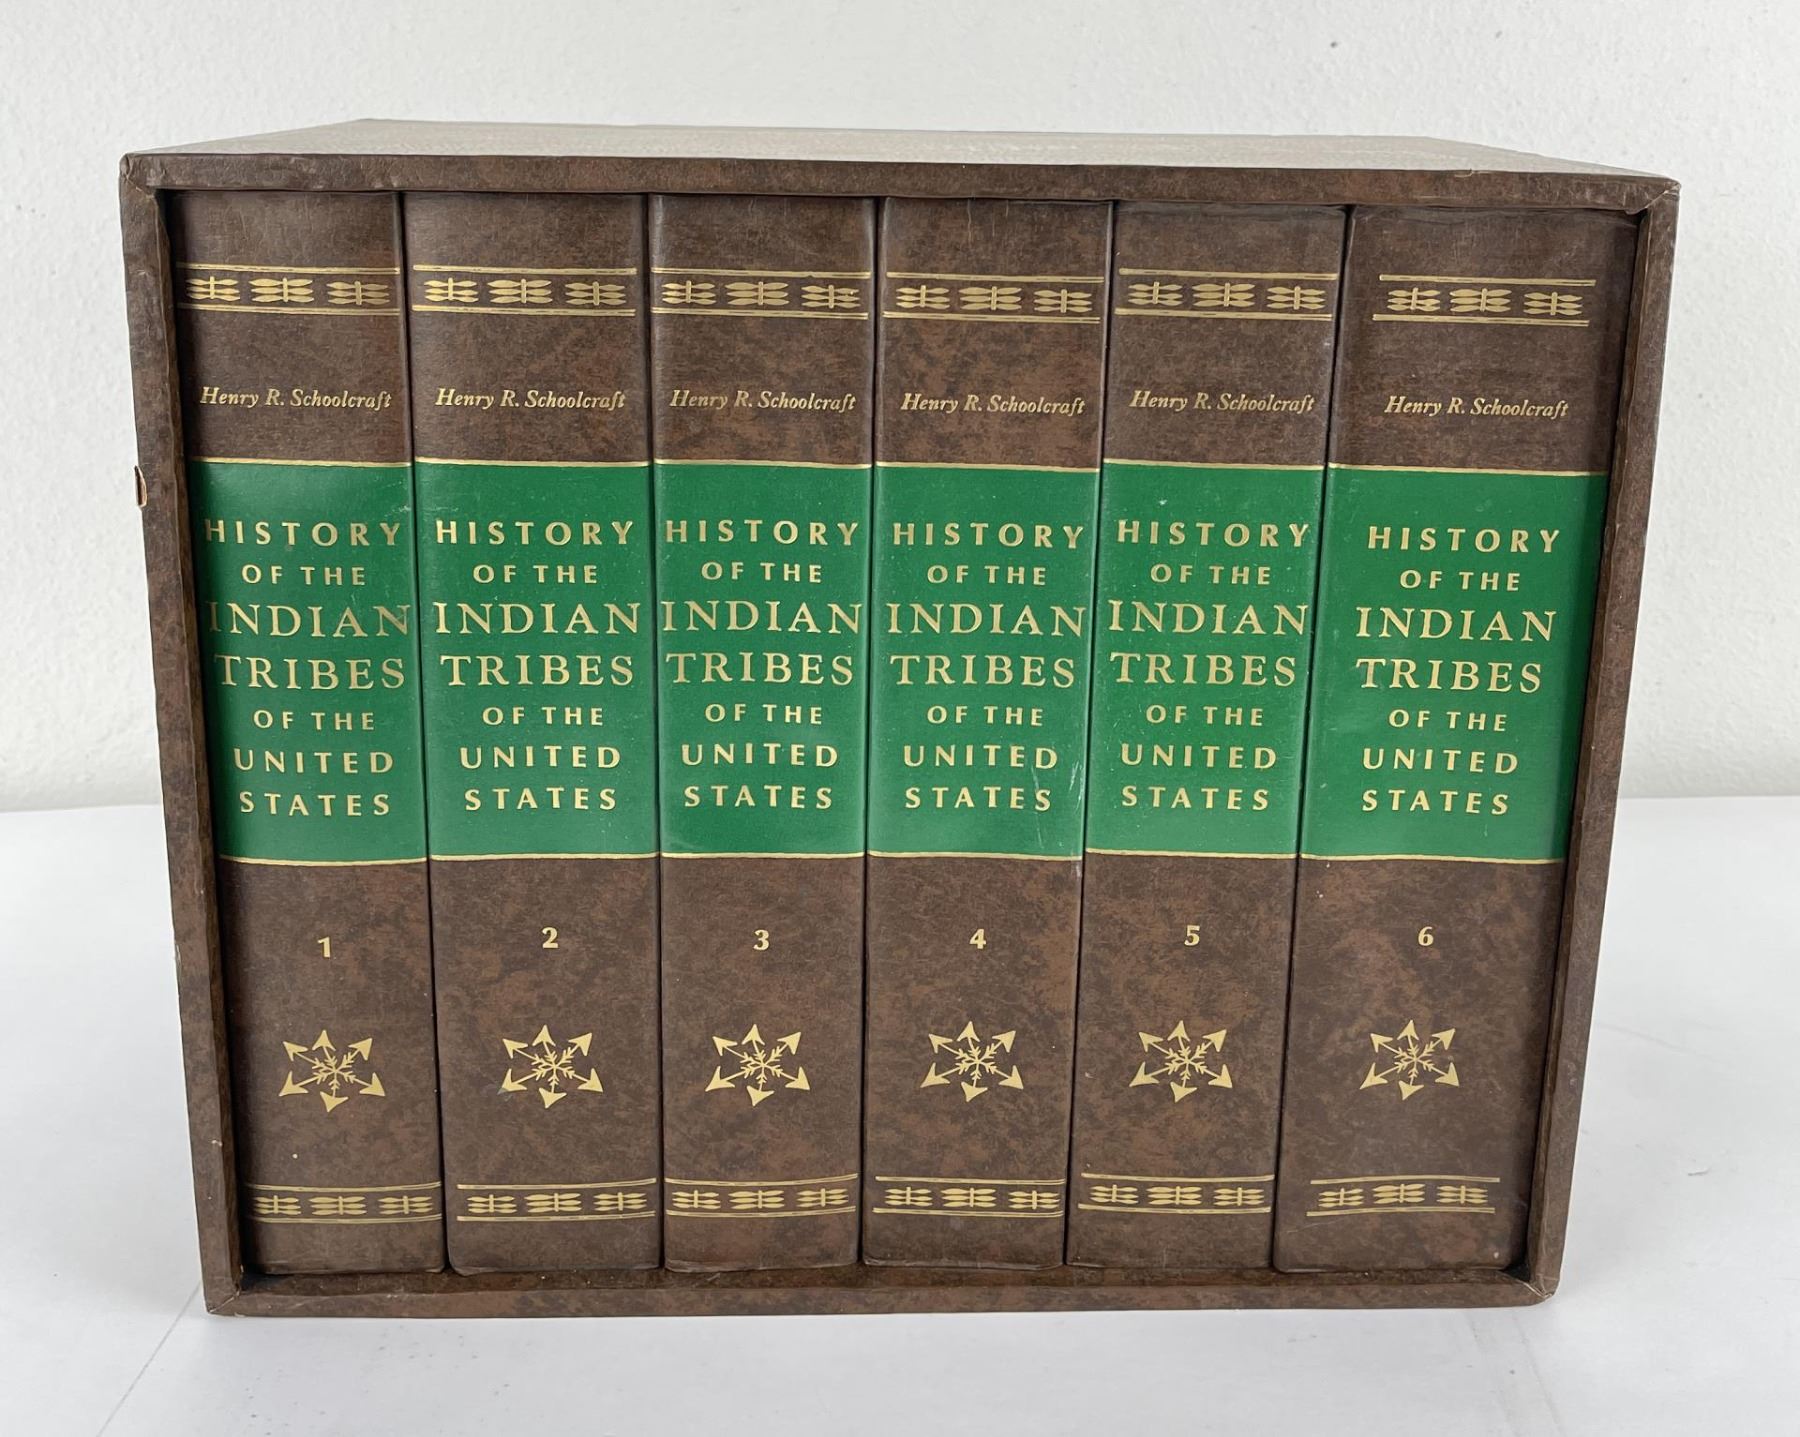 Henry R. Schoolcraft
HISTORY
OF THE
INDIAN
TRIBES
OF THE
UNITED
STATES
1
Henry R. Schoolcraft
HISTORY
OF THE
INDIAN
TRIBES
OF THE
UNITED
STATES
2
Henry R. Schoolcraft
HISTORY
OF THE
INDIAN
TRIBES
OF THE
UNITED
STATES
3
Henry R. Schoolcraft
HISTORY
OF THE
INDIAN
TRIBES
OF THE
UNITED
STATES
4
Henry R. Schoolcraft
HISTORY
OF THE
INDIAN
TRIBES
OF THE
UNITED
STATES
5
Henry R. Schoolcraft
HISTORY
OF THE
INDIAN
TRIBES
OF THE
UNITED
STATES
6